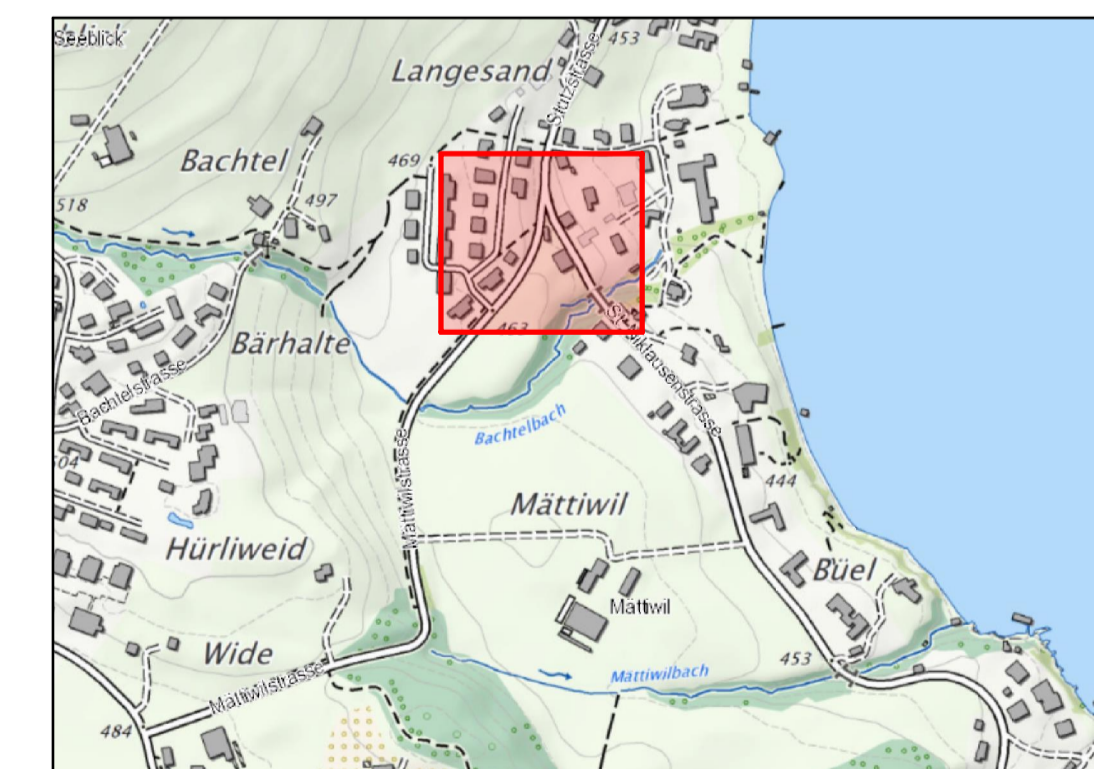 Seeblick
453
Langesand
Stutzstrasse
Bachtel
469
497
518
463
Bärhalte
Bachtelstrasse
Bachtelbach
Mättiwilstrasse
504
444
Mättiwil
Hürliweid
Büel
Mättiwil
Wide
453
Mättiwilbach
Mättiwilstrasse
484